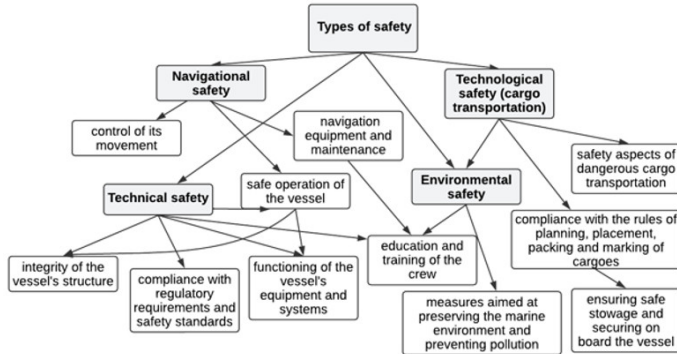 Types of safety
Navigational
safety
Technological
safety (cargo
transportation)
control of its
movement
navigation
equipment and
maintenance
safety aspects of
dangerous cargo
transportation
Technical safety
safe operation of
the vessel
Environmental
safety
compliance with the rules of
planning, placement,
packing and marking of
cargoes
integrity of the
vessel's structure
compliance with
regulatory
requirements and
safety standards
functioning of the
vessel's
equipment and
systems
education and
training of the
crew
measures aimed at
preserving the marine
environment and
preventing pollution
ensuring safe
stowage and
securing on
board the vessel